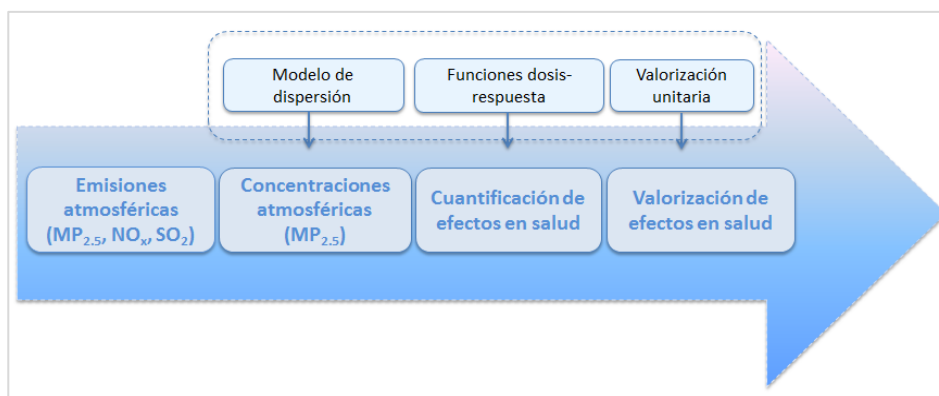 Modelo de
dispersión
Funciones dosis-
respuesta
Valorización
unitaria
Emisiones
atmosféricas
(MP2.5, NOx, SO2)
Concentraciones
atmosféricas
(MP2.5)
Cuantificación de
efectos en salud
Valorización de
efectos en salud